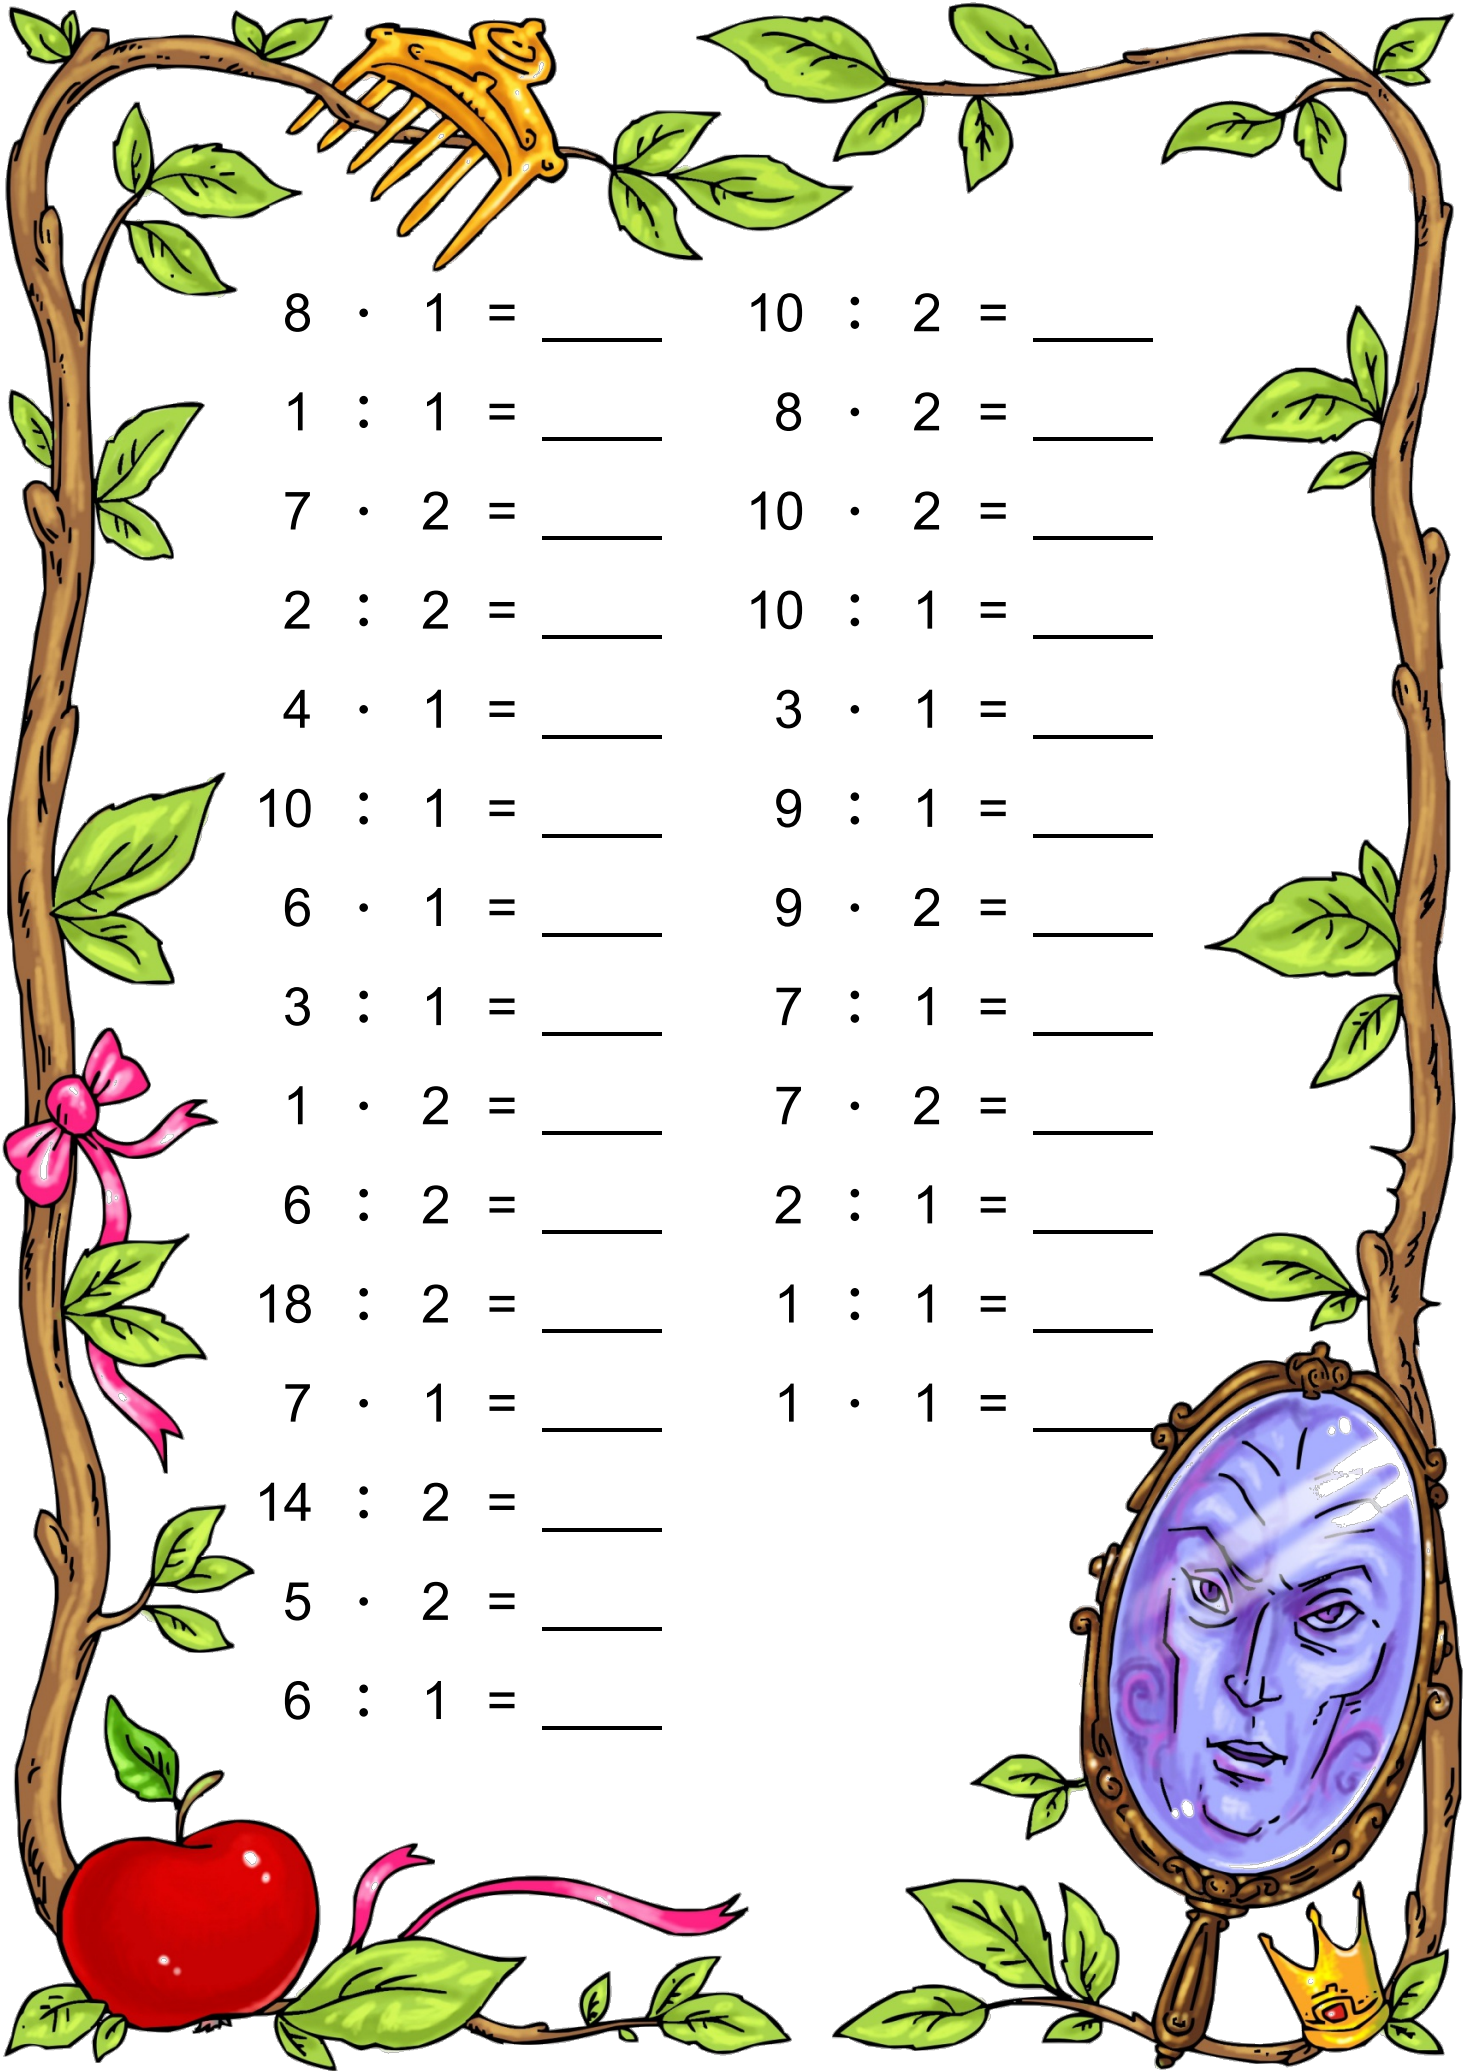 8 · 1 = ____
1 : 1 = ____
7 · 2 = ____
2 : 2 = ____
4 · 1 = ____
10 : 1 = ____
6 · 1 = ____
3 : 1 = ____
1 · 2 = ____
6 : 2 = ____
18 : 2 = ____
7 · 1 = ____
14 : 2 = ____
5 · 2 = ____
6 : 1 = ____
10 : 2 = ____
8 · 2 = ____
10 · 2 = ____
10 : 1 = ____
3 · 1 = ____
9 : 1 = ____
9 · 2 = ____
7 : 1 = ____
7 · 2 = ____
2 : 1 = ____
1 : 1 = ____
1 · 1 = ____